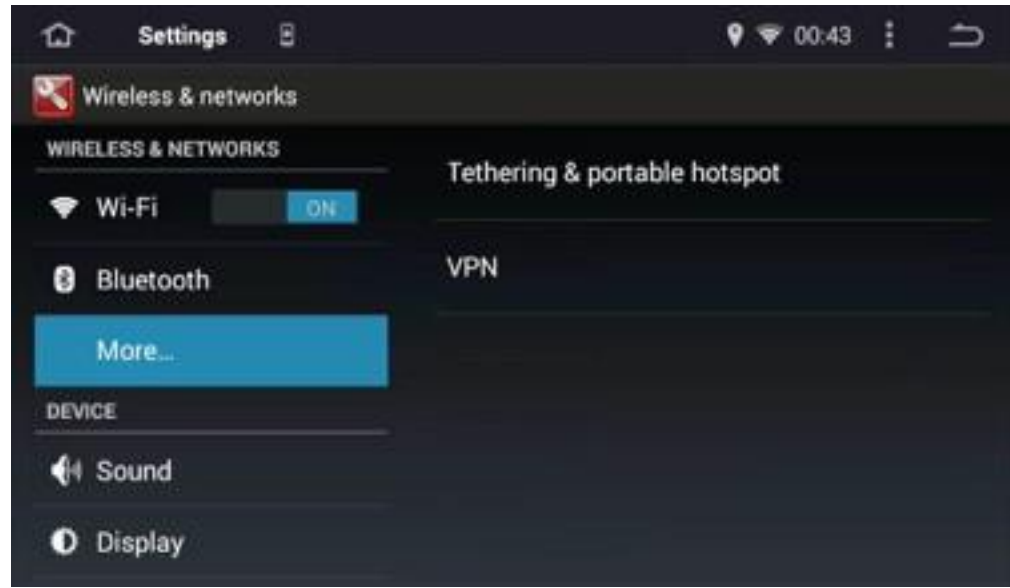 Settings
00:43
Wireless & networks
WIRELESS & NETWORKS
Wi-Fi
ON
Bluetooth
More...
DEVICE
Sound
Display
Tethering & portable hotspot
VPN